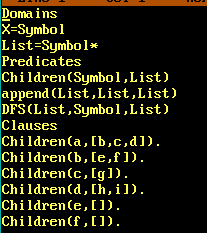 Domains
X=Symbol
List=Symbol*
Predicates
Children(Symbol,List)
append(List,List,List)
DFS(List,Symbol,List)
Clauses
Children(a,[b,c,d]).
Children(b,[e,f]).
Children(c,[g]).
Children(d,[h,i]).
Children(e,[]).
Children(f,[]).